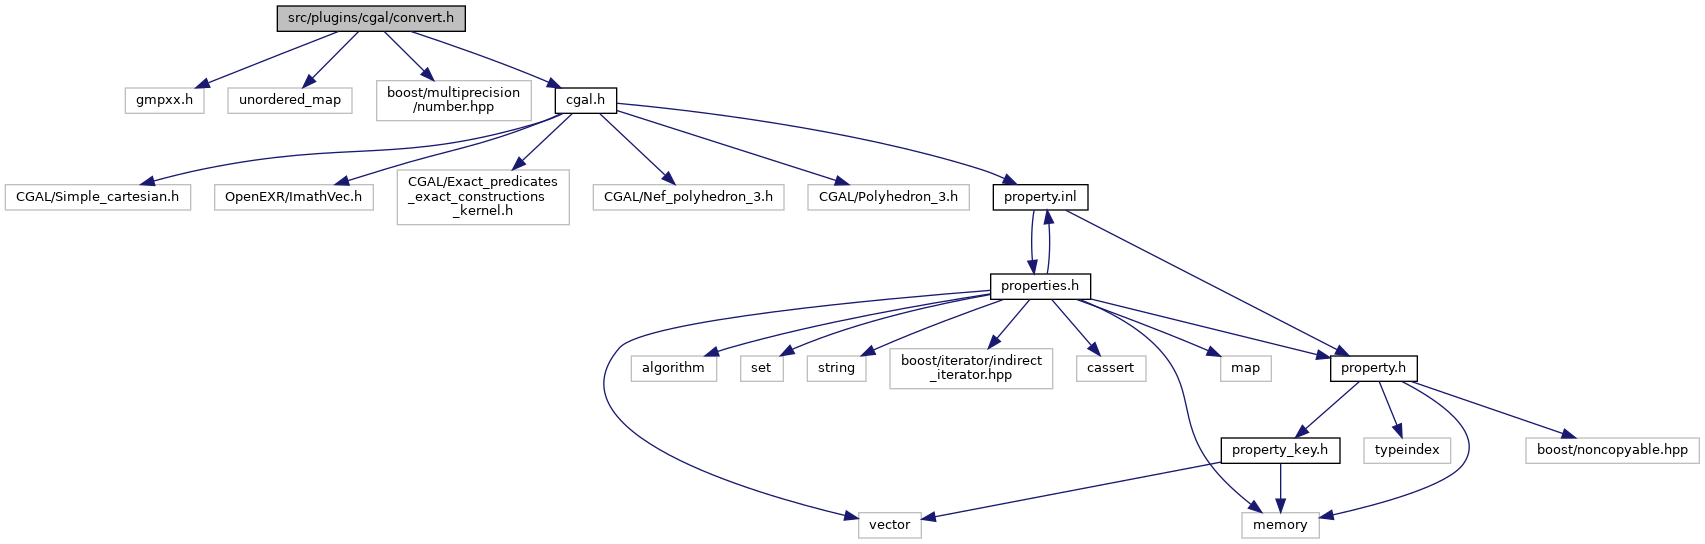 src/plugins/cgal/convert.h
gmpxx.h
unordered_map
boost/multiprecision
/number.hpp
cgal.h
CGAL/Simple_cartesian.h
OpenEXR/ImathVec.h
CGAL/Exact_predicates
_exact_constructions
_kernel.h
CGAL/Nef_polyhedron_3.h
CGAL/Polyhedron_3.h
property.inl
properties.h
algorithm
set
string
boost/iterator/indirect
_iterator.hpp
cassert
map
property.h
property_key.h
typeindex
boost/noncopyable.hpp
vector
memory